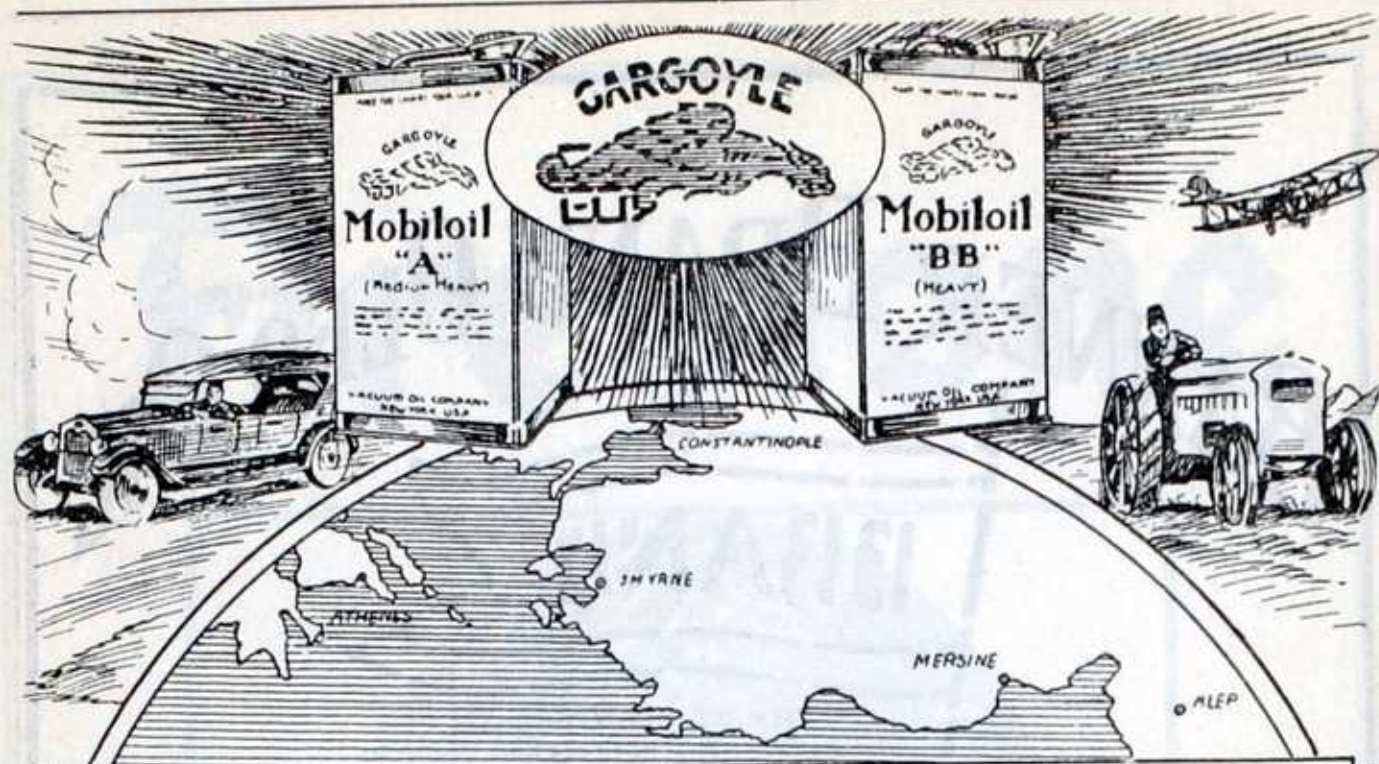 GARGOYLE
GARGOYLE
Mobiloil
"A"
(Medium Heavy)
VACUUM OIL COMPANY
NEW YORK U.S.A
GARGOYLE
Mobiloil
"BB"
(HEAVY)
VACUUM OIL COMPANY
NEW YORK U.S.A
CONSTANTINOPLE
SMYRNE
ATHENES
MERSINE
ALEP